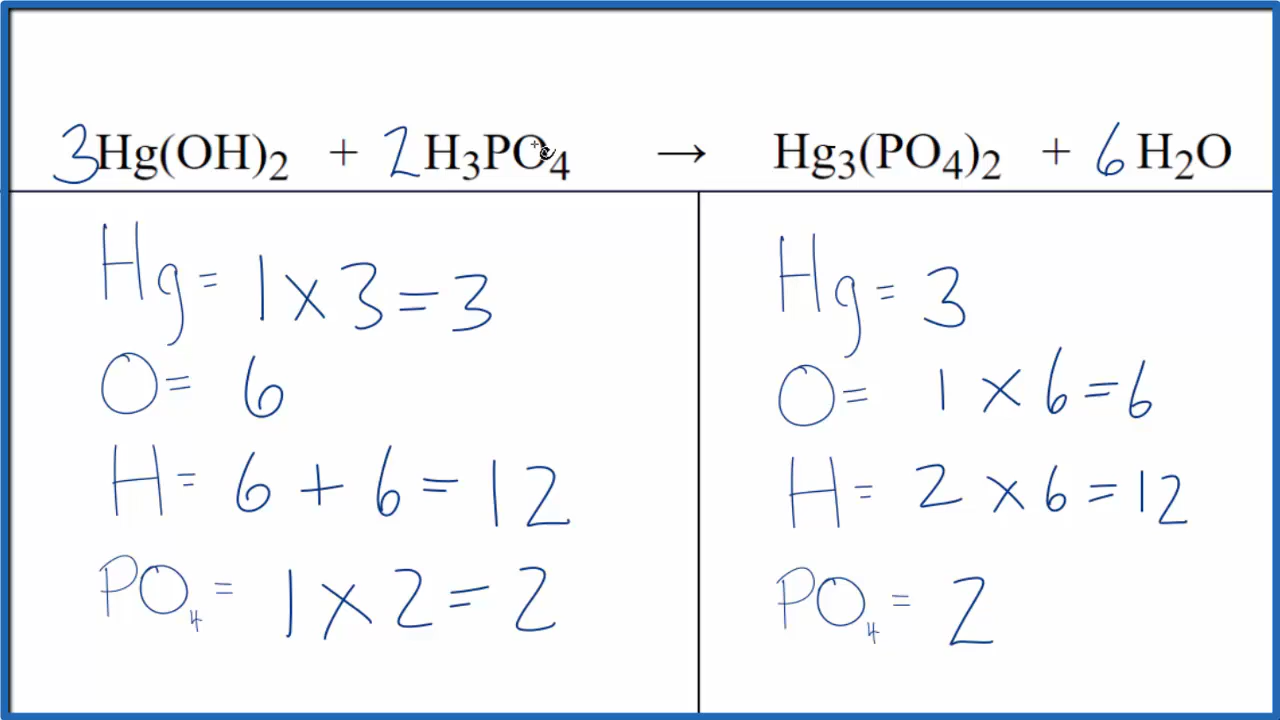 3Hg(OH)2 + 2H3PO4 → Hg3(PO4)2 + 6H2O
Hg = 1 x 3 = 3
O = 6
H = 6 + 6 = 12
PO4 = 1 x 2 = 2
Hg = 3
O = 1 x 6 = 6
H = 2 x 6 = 12
PO4 = 2